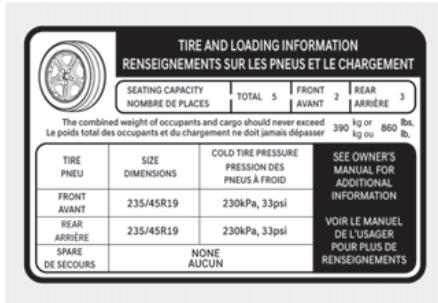 TIRE AND LOADING INFORMATION
RENSEIGNEMENTS SUR LES PNEUS ET LE CHARGEMENT
SEATING CAPACITY
NOMBRE DE PLACES
TOTAL 5
FRONT
AVANT
2
REAR
ARRIÈRE
3
The combined weight of occupants and cargo should never exceed 390 kg or 860 lbs.
Le poids total des occupants et du chargement ne doit jamais dépasser kg ou lb.
TIRE
PNEU
SIZE
DIMENSIONS
COLD TIRE PRESSURE
PRESSION DES
PNEUS À FROID
FRONT
AVANT
235/45R19
230kPa, 33psi
REAR
ARRIÈRE
235/45R19
230kPa, 33psi
SPARE
DE SECOURS
NONE
AUCUN
SEE OWNER'S
MANUAL FOR
ADDITIONAL
INFORMATION
VOIR LE MANUEL
DE L'USAGER
POUR PLUS DE
RENSEIGNEMENTS